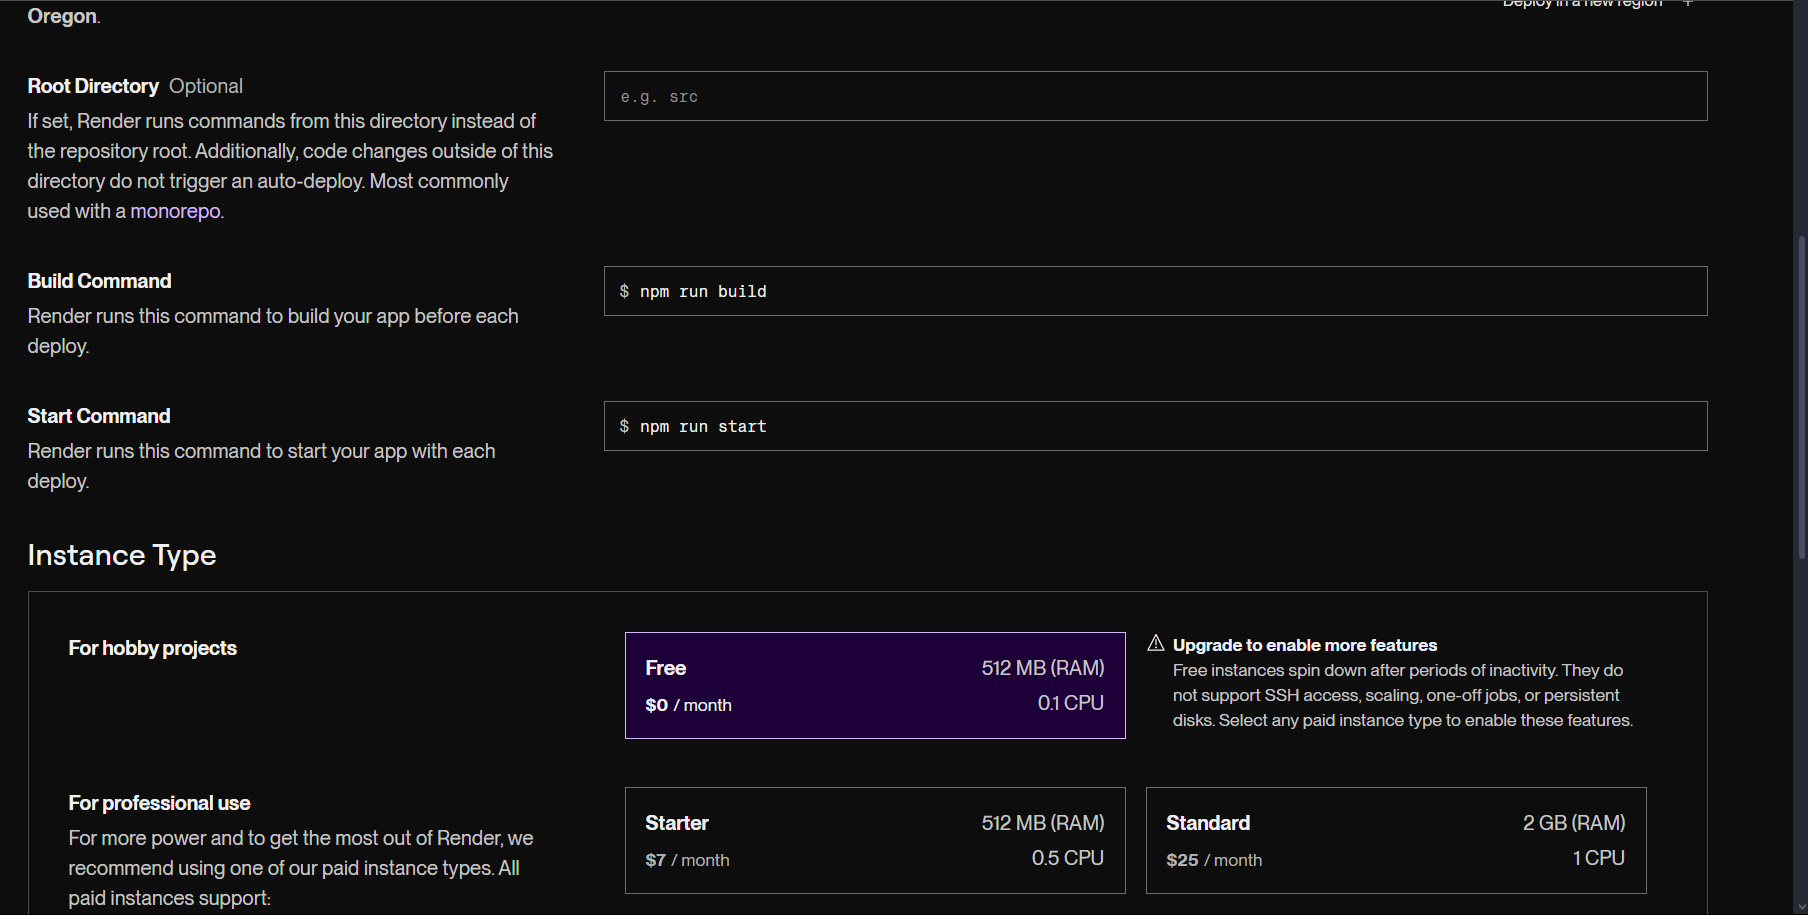 Oregon.
Deploy in a new region +
Root Directory Optional
If set, Render runs commands from this directory instead of
the repository root. Additionally, code changes outside of this
directory do not trigger an auto-deploy. Most commonly
used with a monorepo.
e.g. src
Build Command
Render runs this command to build your app before each
deploy.
$ npm run build
Start Command
Render runs this command to start your app with each
deploy.
$ npm run start
Instance Type
For hobby projects
Free 512 MB (RAM)
$0 / month 0.1 CPU
Upgrade to enable more features
Free instances spin down after periods of inactivity. They do
not support SSH access, scaling, one-off jobs, or persistent
disks. Select any paid instance type to enable these features.
For professional use
For more power and to get the most out of Render, we
recommend using one of our paid instance types. All
paid instances support:
Starter 512 MB (RAM)
$7 / month 0.5 CPU
Standard 2 GB (RAM)
$25 / month 1 CPU